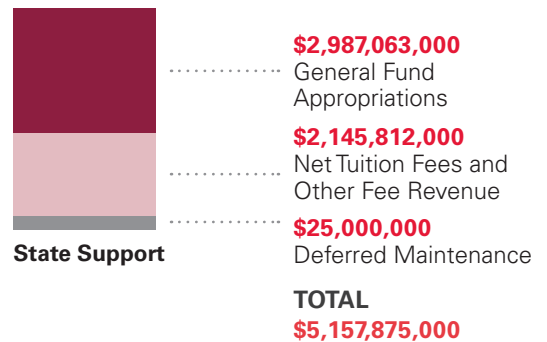 $2,987,063,000
General Fund
Appropriations
$2,145,812,000
Net Tuition Fees and
Other Fee Revenue
$25,000,000
Deferred Maintenance
State Support
TOTAL
$5,157,875,000